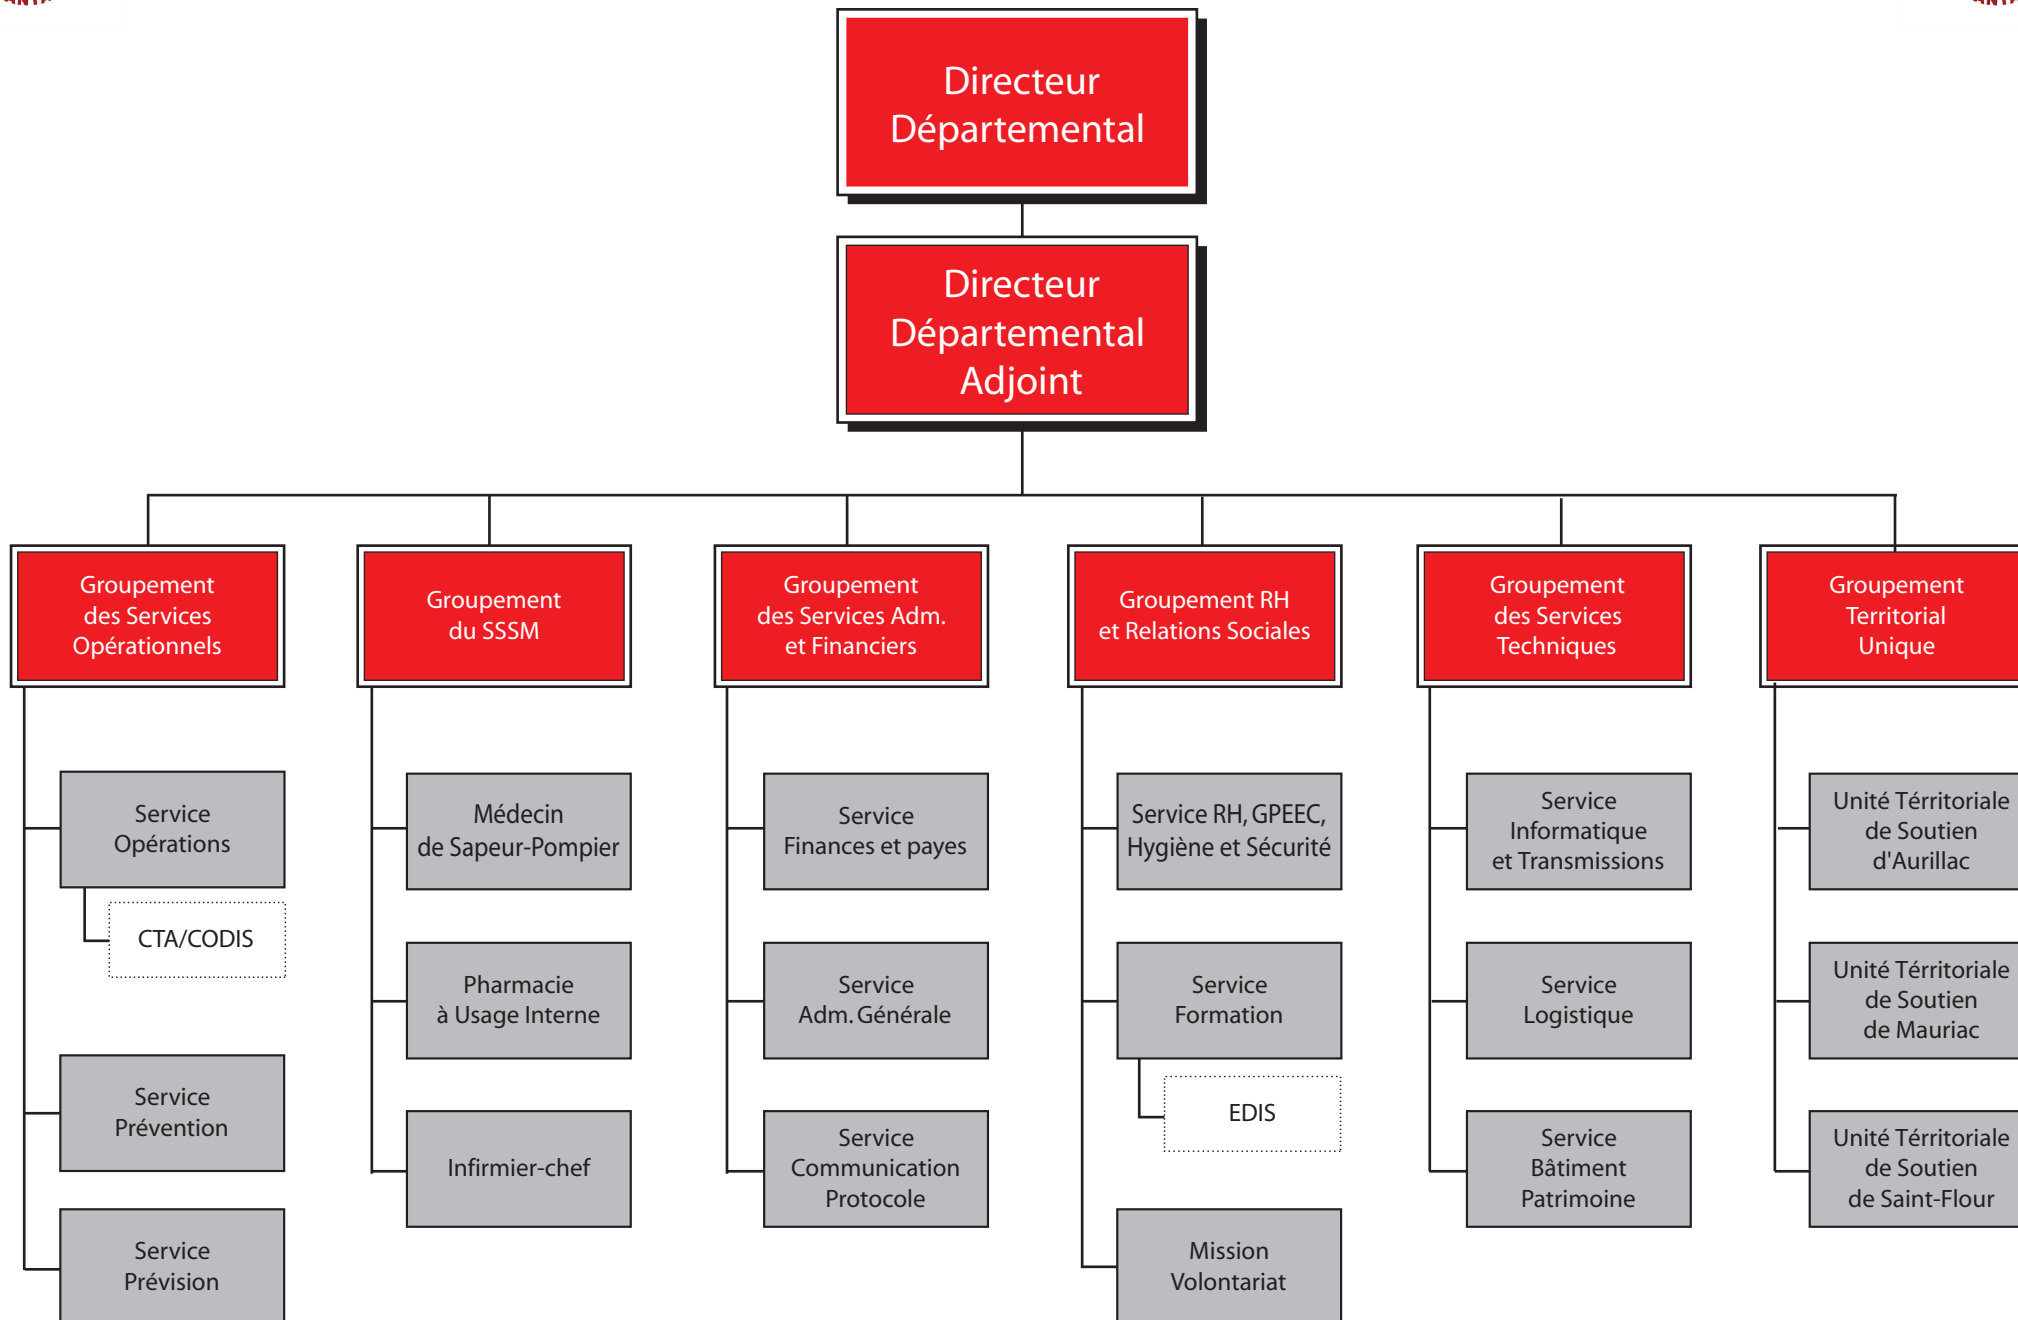 Directeur
Départemental
Directeur
Départemental
Adjoint
Groupement
des Services
Opérationnels
Groupement
du SSSM
Groupement
des Services Adm.
et Financiers
Groupement RH
et Relations Sociales
Groupement
des Services
Techniques
Groupement
Territorial
Unique
Service
Opérations
CTA/CODIS
Service
Prévention
Service
Prévision
Médecin
de Sapeur-Pompier
Pharmacie
à Usage Interne
Infirmier-chef
Service
Finances et payes
Service
Adm. Générale
Service
Communication
Protocole
Service RH, GPEEC,
Hygiène et Sécurité
Service
Formation
EDIS
Mission
Volontariat
Service
Informatique
et Transmissions
Service
Logistique
Service
Bâtiment
Patrimoine
Unité Térritoriale
de Soutien
d'Aurillac
Unité Térritoriale
de Soutien
de Mauriac
Unité Térritoriale
de Soutien
de Saint-Flour